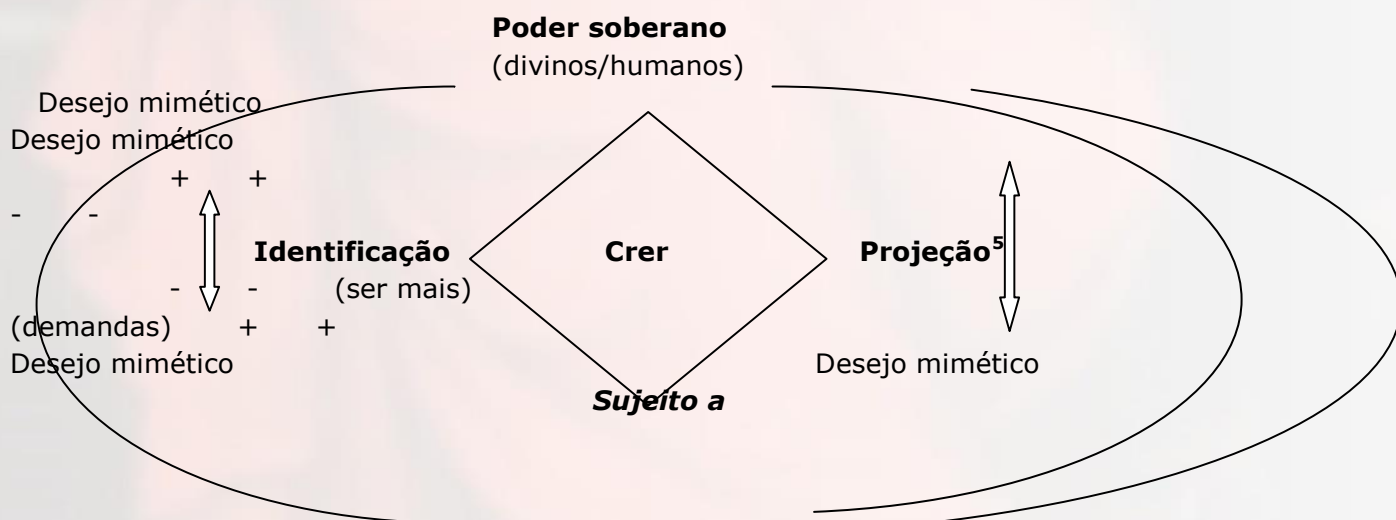 Poder soberano
(divinos/humanos)
Desejo mimético
Desejo mimético
+ +
- -
Identificação Crer Projeção⁵
- - (ser mais)
(demandas) + +
Desejo mimético Desejo mimético
Sujeito a